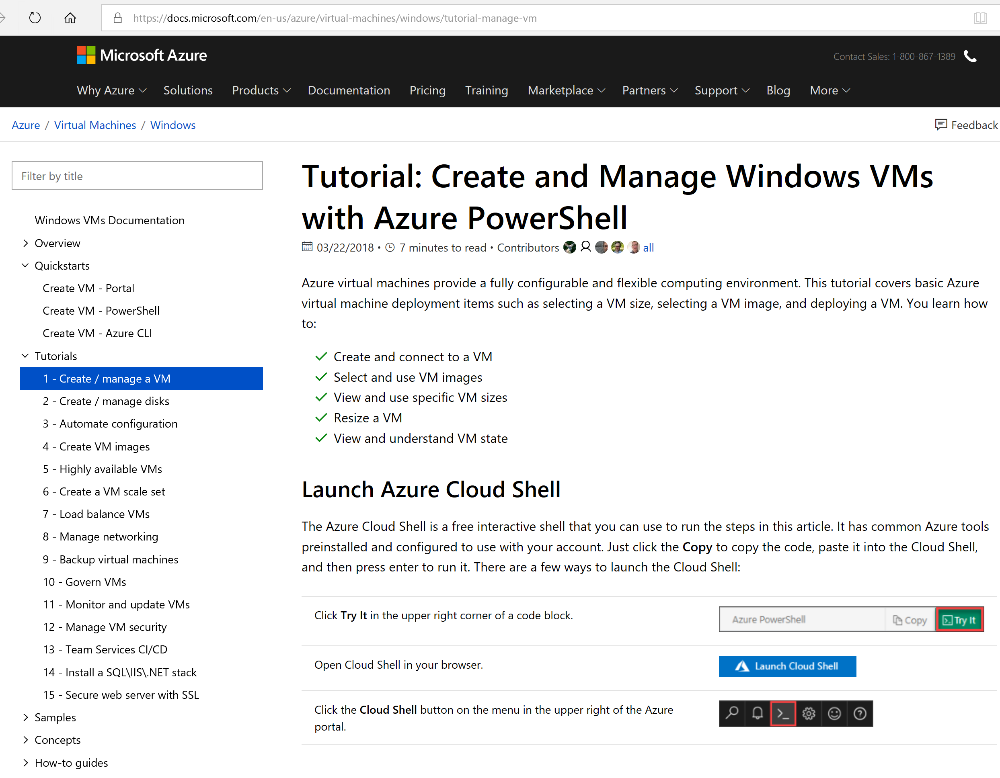 https://docs.microsoft.com/en-us/azure/virtual-machines/windows/tutorial-manage-vm
Microsoft Azure
Contact Sales: 1-800-867-1389
Why Azure
Solutions
Products
Documentation
Pricing
Training
Marketplace
Partners
Support
Blog
More
Azure / Virtual Machines / Windows
Feedback
Filter by title
Windows VMs Documentation
Overview
Quickstarts
Create VM - Portal
Create VM - PowerShell
Create VM - Azure CLI
Tutorials
1 - Create / manage a VM
2 - Create / manage disks
3 - Automate configuration
4 - Create VM images
5 - Highly available VMs
6 - Create a VM scale set
7 - Load balance VMs
8 - Manage networking
9 - Backup virtual machines
10 - Govern VMs
11 - Monitor and update VMs
12 - Manage VM security
13 - Team Services CI/CD
14 - Install a SQL\IIS\.NET stack
15 - Secure web server with SSL
Samples
Concepts
How-to guides
Tutorial: Create and Manage Windows VMs
with Azure PowerShell
03/22/2018 • 7 minutes to read • Contributors all
Azure virtual machines provide a fully configurable and flexible computing environment. This tutorial covers basic Azure
virtual machine deployment items such as selecting a VM size, selecting a VM image, and deploying a VM. You learn how
to:
Create and connect to a VM
Select and use VM images
View and use specific VM sizes
Resize a VM
View and understand VM state
Launch Azure Cloud Shell
The Azure Cloud Shell is a free interactive shell that you can use to run the steps in this article. It has common Azure tools
preinstalled and configured to use with your account. Just click the Copy to copy the code, paste it into the Cloud Shell,
and then press enter to run it. There are a few ways to launch the Cloud Shell:
Click Try It in the upper right corner of a code block.
Azure PowerShell
Copy
Try It
Open Cloud Shell in your browser.
Launch Cloud Shell
Click the Cloud Shell button on the menu in the upper right of the Azure
portal.